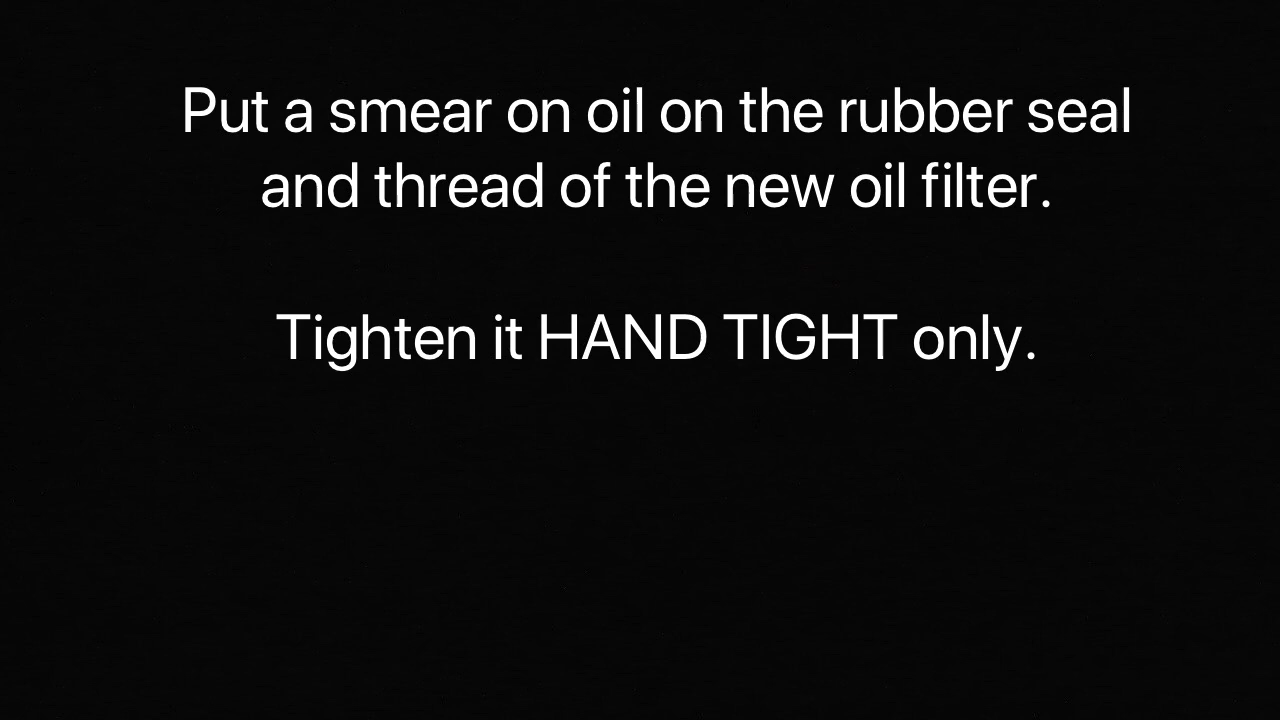 Put a smear on oil on the rubber seal
and thread of the new oil filter.
Tighten it HAND TIGHT only.